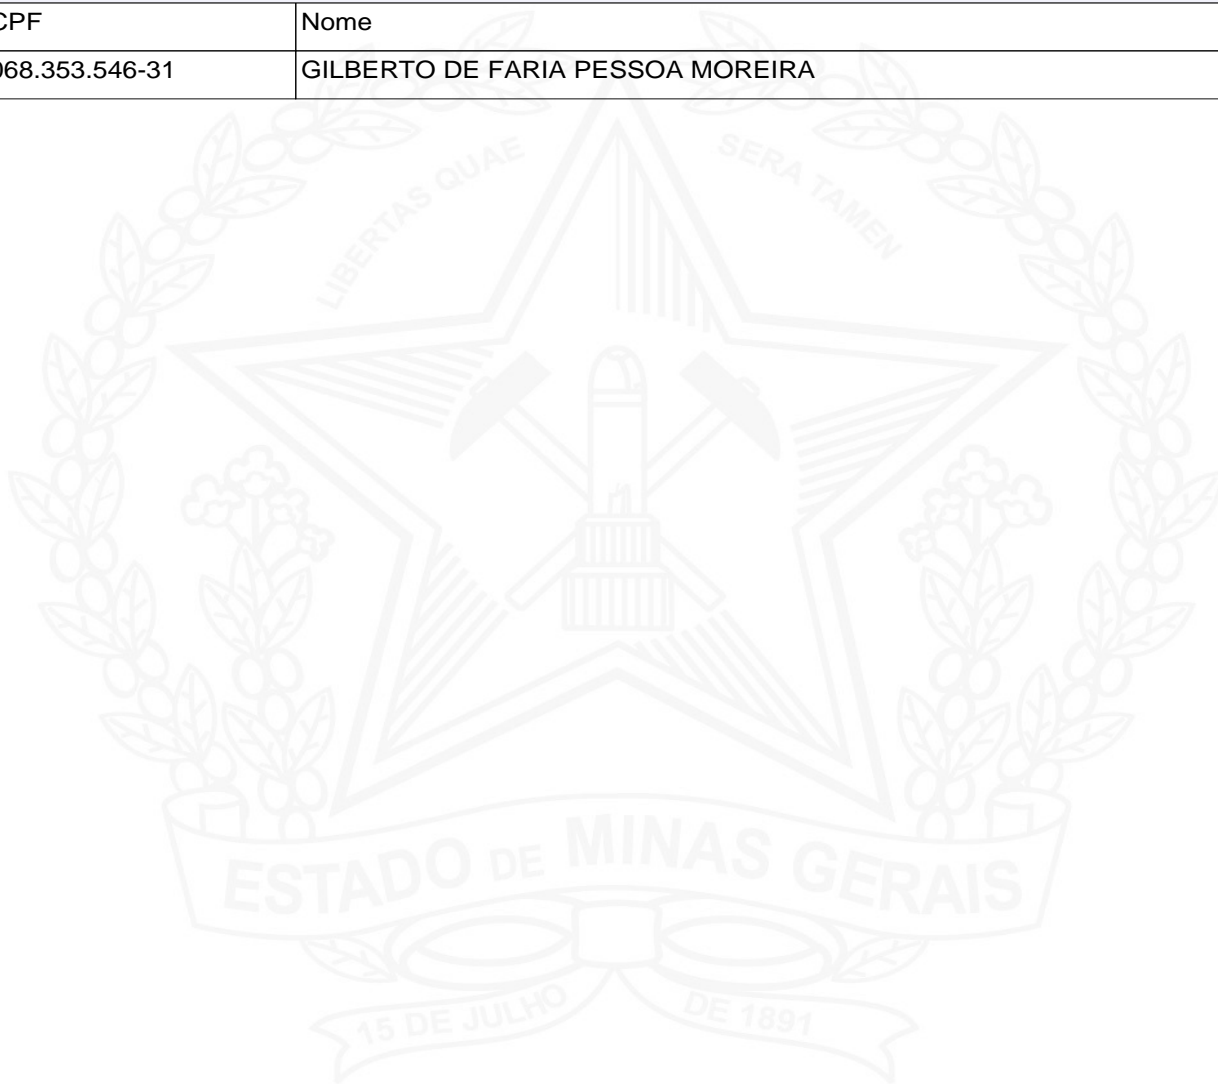 CPF Nome
068.353.546-31 GILBERTO DE FARIA PESSOA MOREIRA
LIBERTAS QUAE SERA TAMEN
ESTADO DE MINAS GERAIS
15 DE JULHO DE 1891